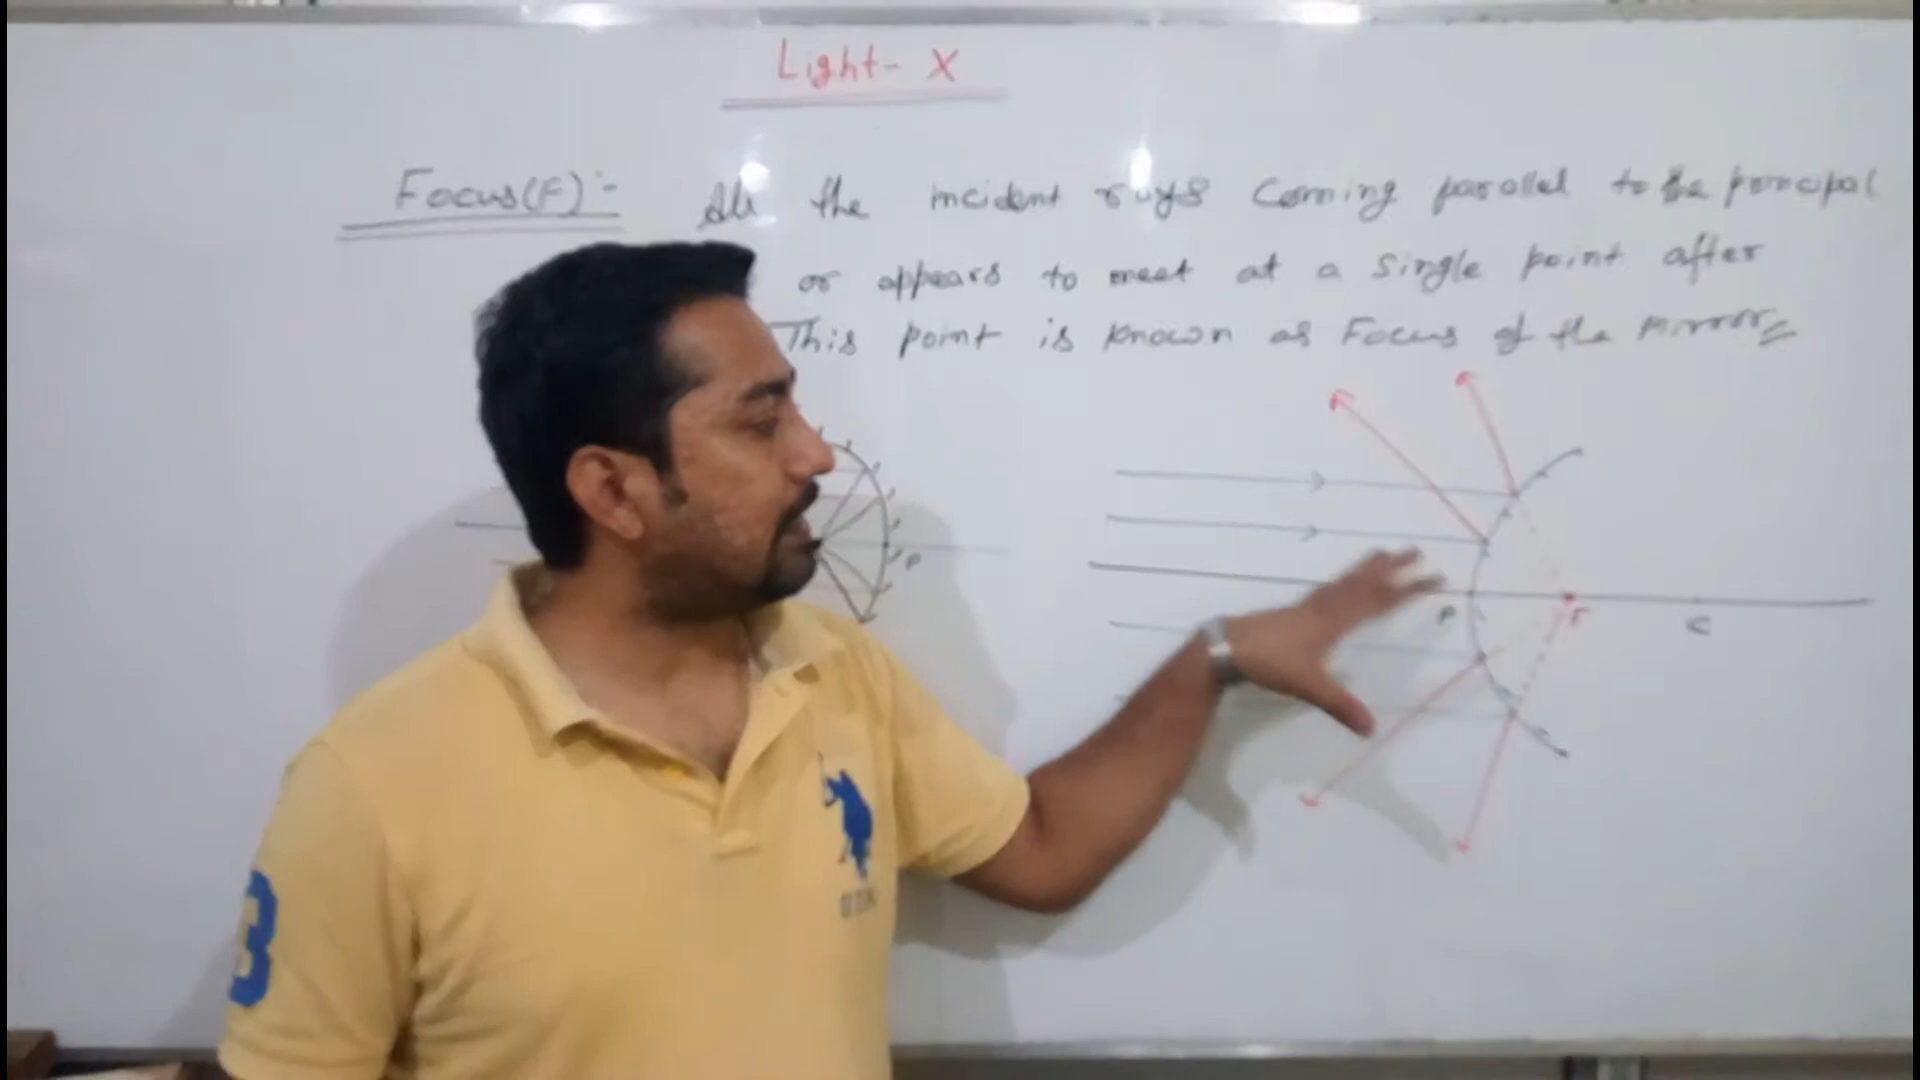 Light- X
Focus(F):- All the incident rays Coming parallel to the principal
or appears to meet at a single point after
This point is known as Focus of the Mirror
P
P
F
C
3